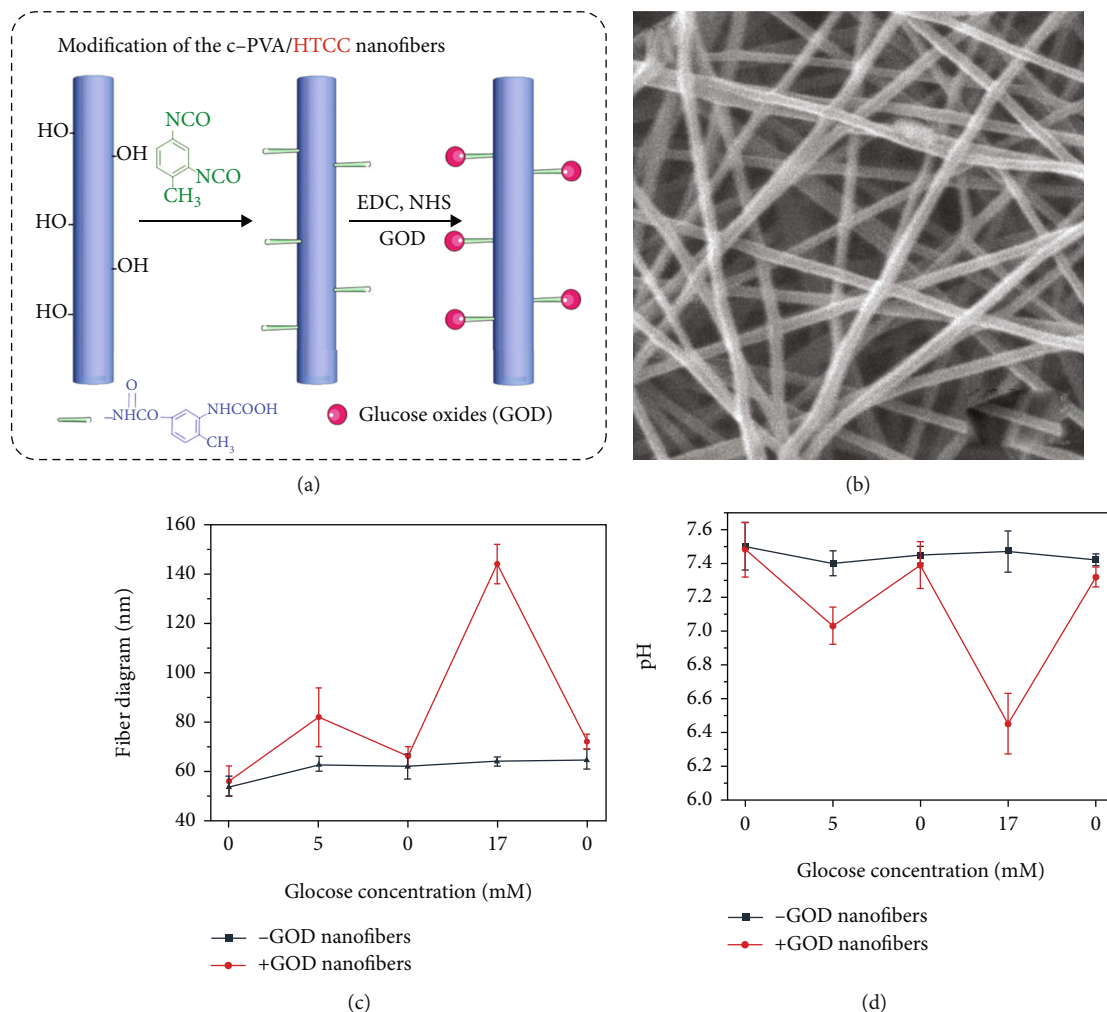 Modification of the c–PVA/HTCC nanofibers
HO
OH
HO
OH
HO
NCO
NCO
CH3
EDC, NHS
GOD
O
NHCO
NHCOOH
CH3
Glucose oxides (GOD)
(a)
(b)
160
140
120
100
80
60
40
Fiber diagram (nm)
0 5 0 17 0
Glocose concentration (mM)
–GOD nanofibers
+GOD nanofibers
(c)
7.6
7.4
7.2
7.0
6.8
6.6
6.4
6.2
6.0
pH
0 5 0 17 0
Glocose concentration (mM)
–GOD nanofibers
+GOD nanofibers
(d)